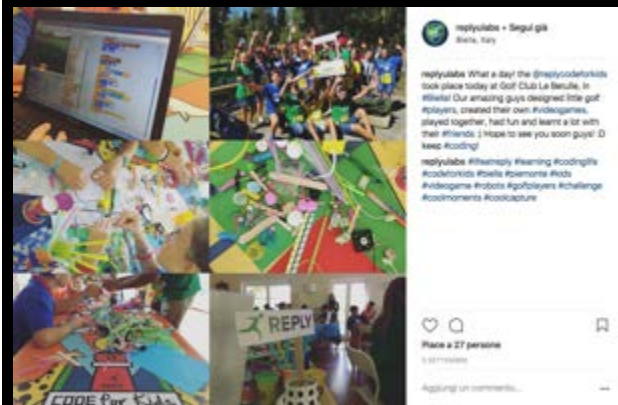 replyulabs • Segui già
Biella, Italy
replyulabs What a day! the @replycodeforkids
took place today at Golf Club Le Betulle, in
#Biella! Our amazing guys designed little golf
#players, created their own #videogames,
played together, had fun and learnt a lot with
their #friends :) Hope to see you soon guys! :D
keep #coding!
replyulabs #lifeatreply #learning #codinglife
#codeforkids #biella #piemonte #kids
#videogame #robots #golfplayers #challenge
#coolmoments #coolcapture
REPLY
CODE for Kids
Piace a 27 persone
5 SETTEMBRE
Aggiungi un commento...